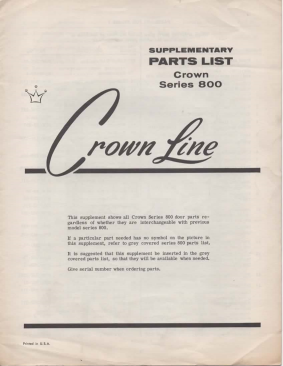 SUPPLEMENTARY
PARTS LIST
Crown
Series 800
Crown Line
This supplement shows all Crown Series 800 door parts re-
gardless of whether they are interchangeable with previous
model series 600.
If a particular part needed has no symbol on the picture in
this supplement, refer to grey covered series 600 parts list.
It is suggested that this supplement be inserted in the grey
covered parts list, so that they will be available when needed.
Give serial number when ordering parts.
Printed in U.S.A.